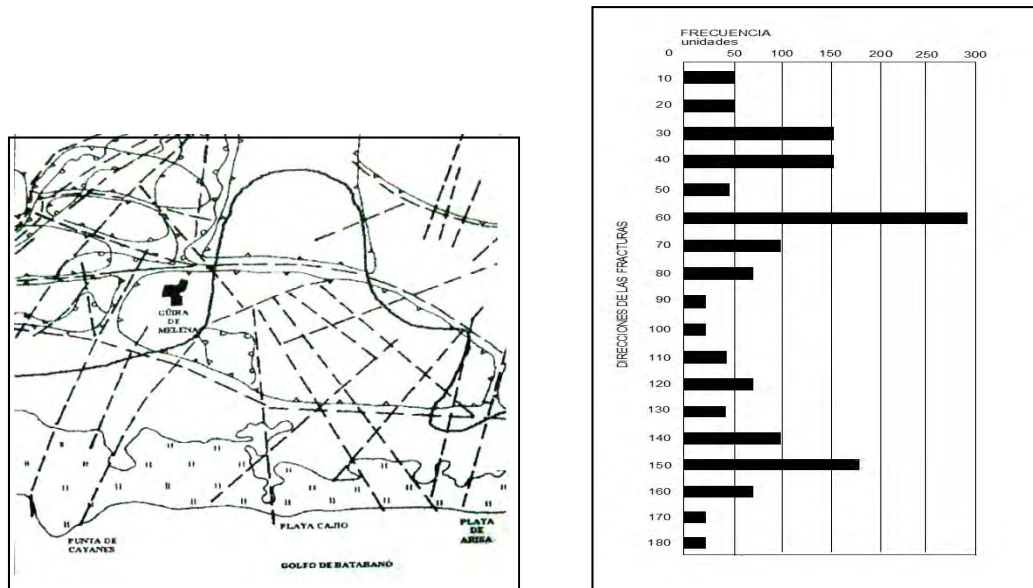 GÜIRA
DE
MELENA
PUNTA DE
CAYANES
PLAYA CAJIO
PLAYA
DE
ARISA
GOLFO DE BATABANÓ
FRECUENCIA
unidades
0 50 100 150 200 250 300
DIRECCIONES DE LAS FRACTURAS
10
20
30
40
50
60
70
80
90
100
110
120
130
140
150
160
170
180